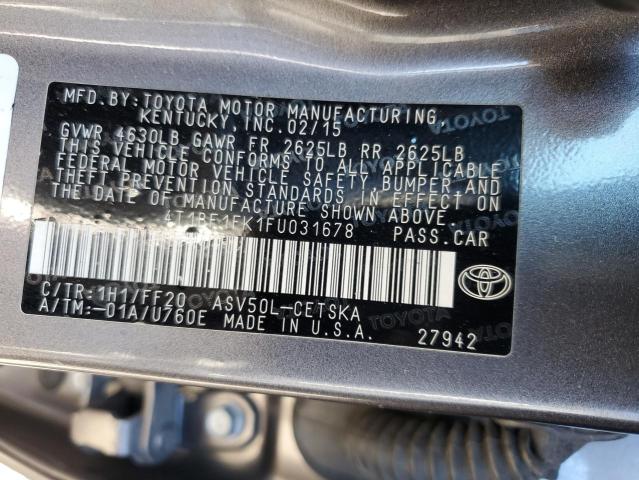 MFD.BY:TOYOTA MOTOR MANUFACTURING,
KENTUCKY,INC.02/15
GVWR 4630LB GAWR FR 2625LB RR 2625LB
THIS VEHICLE CONFORMS TO ALL APPLICABLE
FEDERAL MOTOR VEHICLE SAFETY,BUMPER,AND
THEFT PREVENTION STANDARDS IN EFFECT ON
THE DATE OF MANUFACTURE SHOWN ABOVE.
4T1BF1FK1FU031678 PASS.CAR
C/TR:1H1/FF20 ASV50L-CETSKA
A/TM:-01A/U760E MADE IN U.S.A. 27942